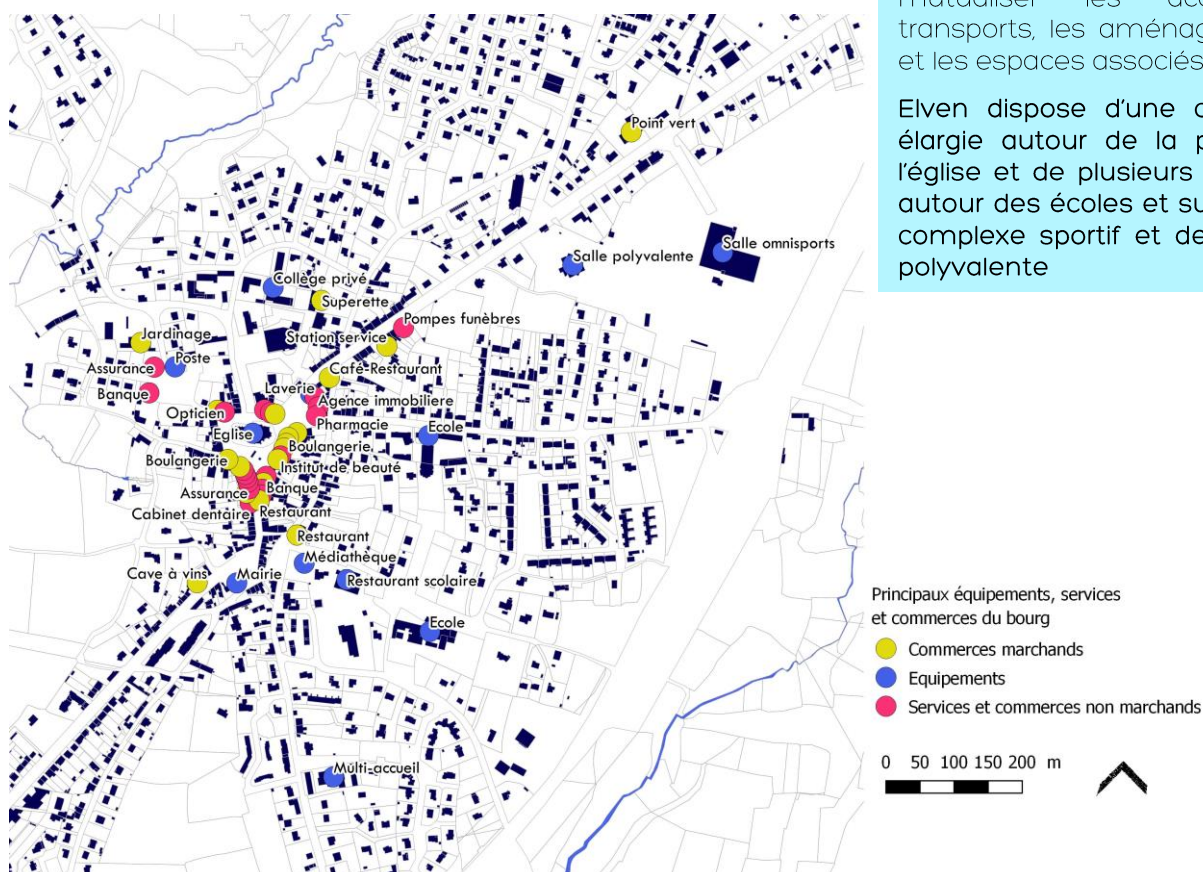 mutualiser les
transports, les
et les espaces associés
Elven dispose d'une
élargie autour de la
l'église et de plusieurs
autour des écoles et
complexe sportif et
polyvalente
Point vert
Salle omnisports
Salle polyvalente
Collège privé
Superette
Pompes funèbres
Jardinage
Station service
Assurance
Poste
Café-Restaurant
Banque
Laverie
Agence immobiliere
Opticien
Pharmacie
Eglise
Ecole
Boulangerie
Boulangerie
Institut de beauté
Assurance
Banque
Cabinet dentaire
Restaurant
Restaurant
Médiathèque
Cave à vins
Mairie
Restaurant scolaire
Ecole
Multi-accueil
Principaux équipements, services
et commerces du bourg
Commerces marchands
Equipements
Services et commerces non marchands
0 50 100 150 200 m